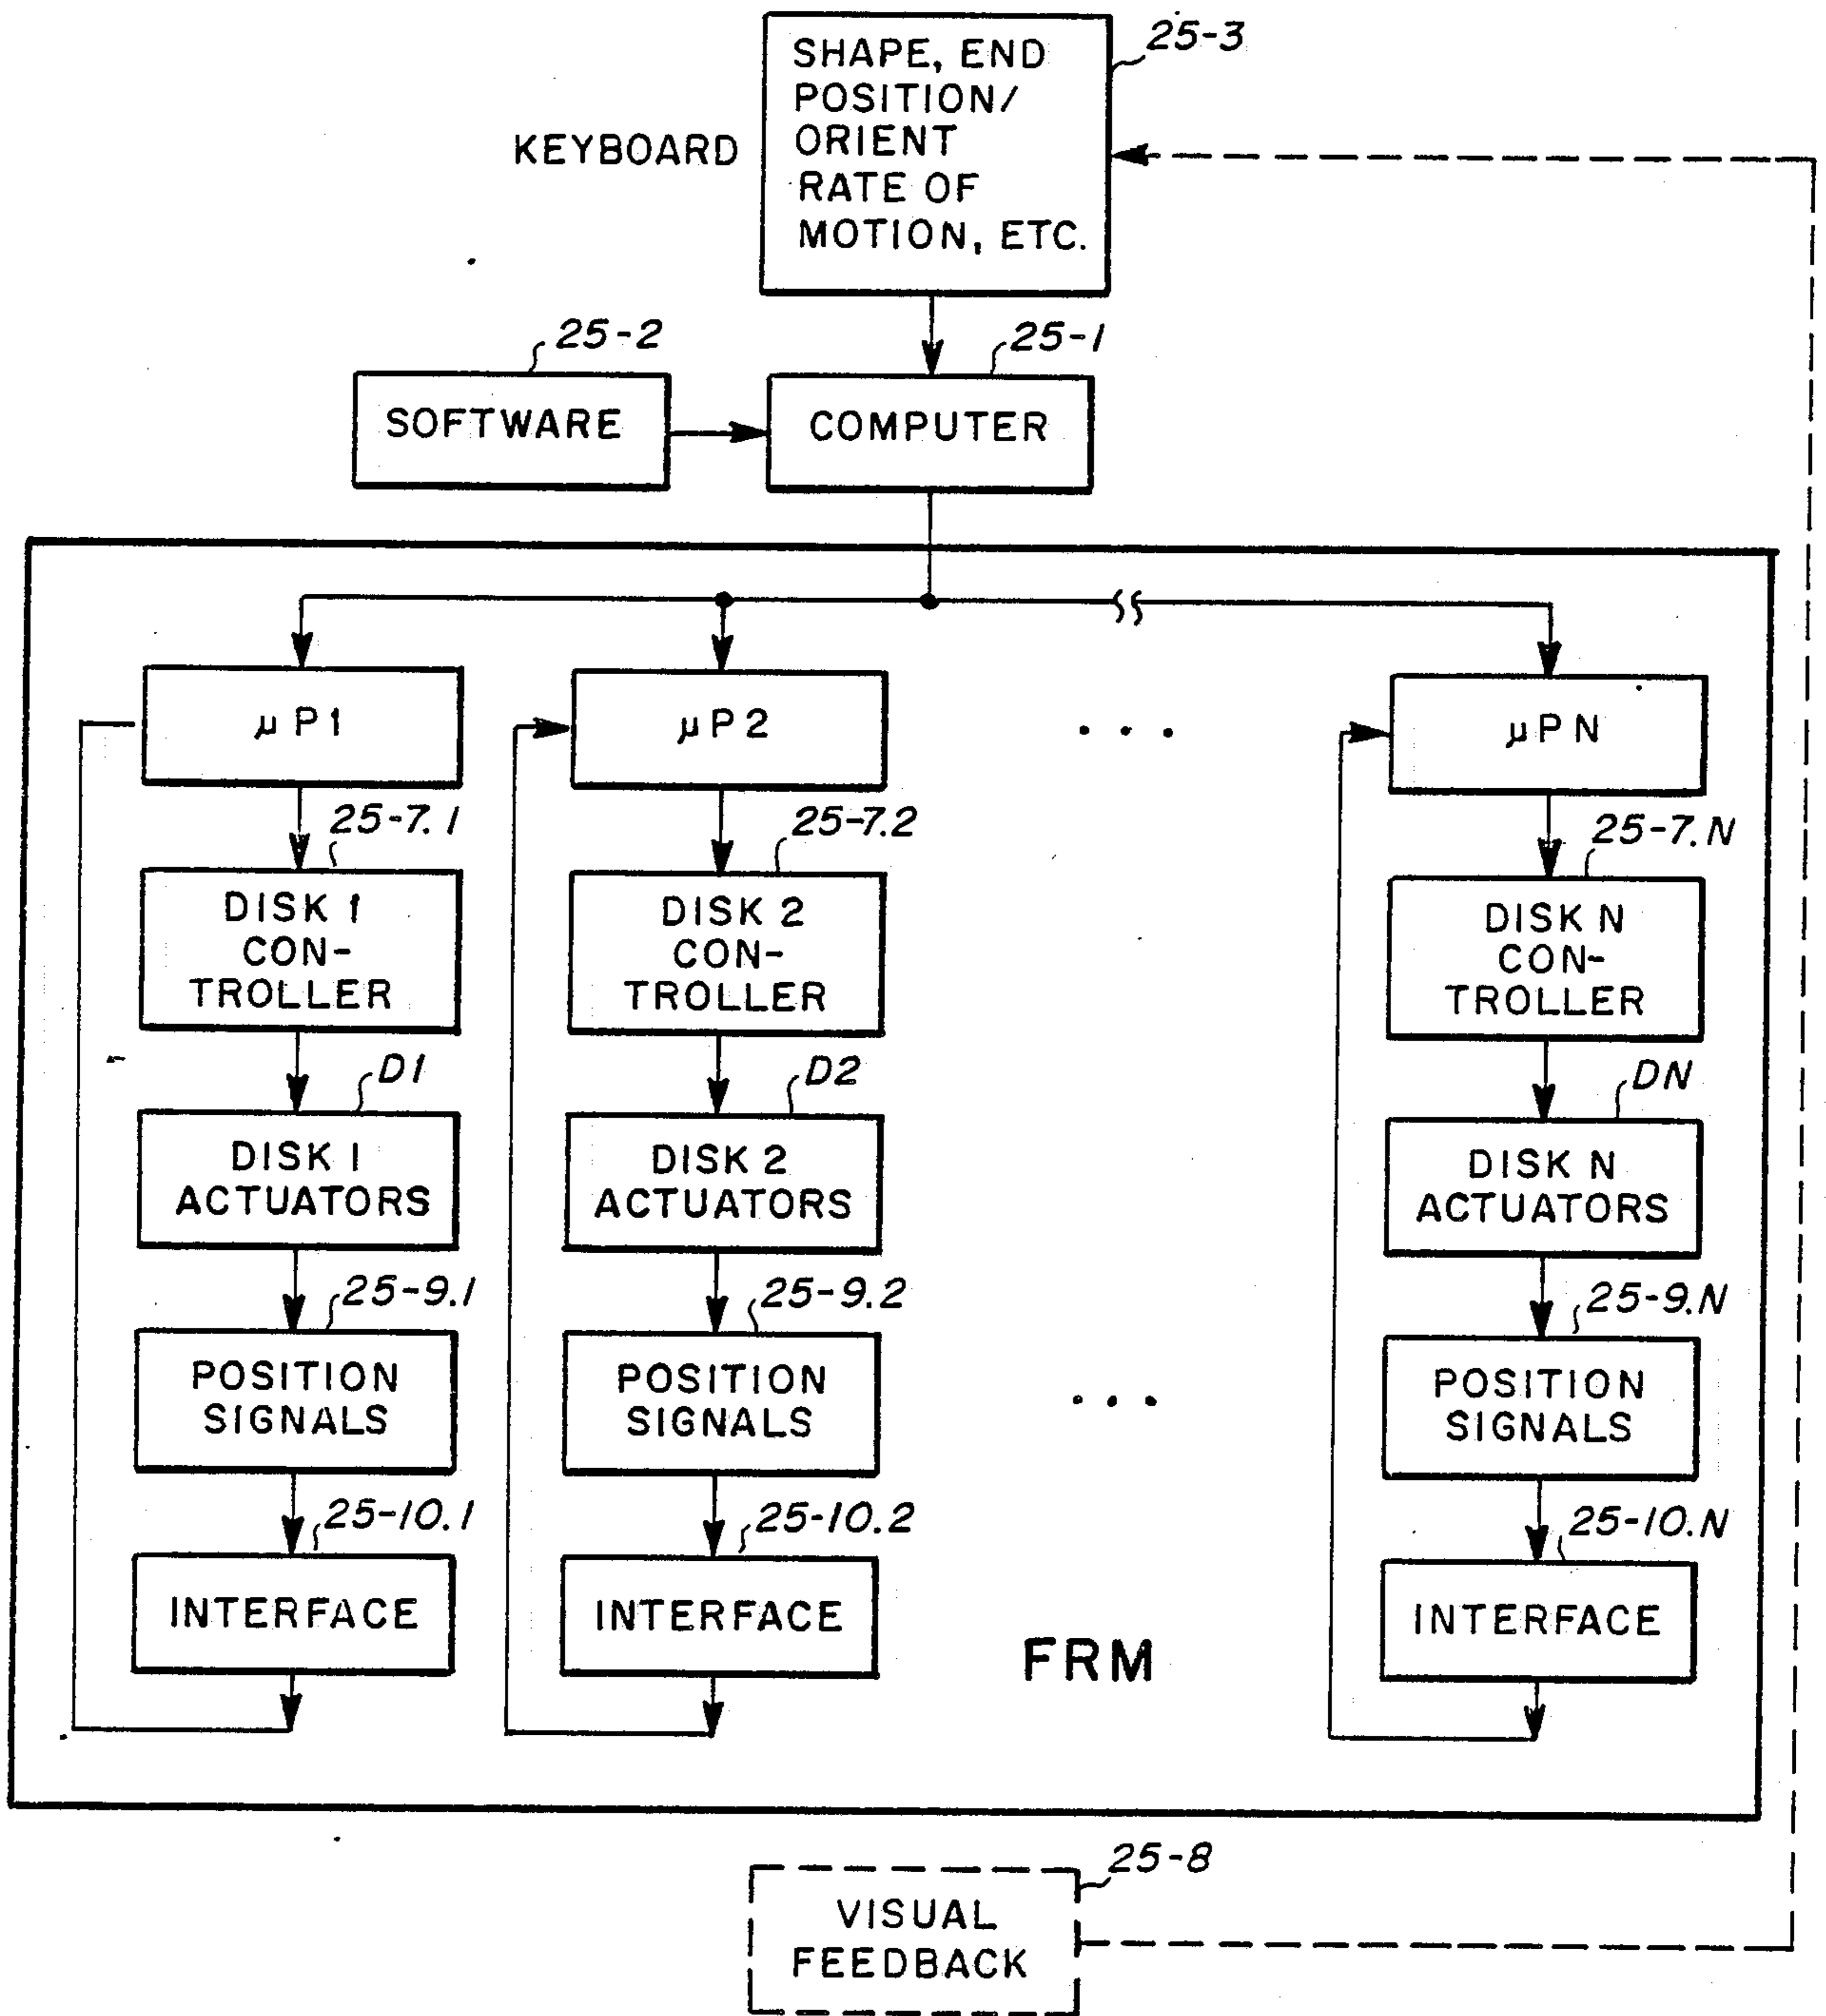 25-3
SHAPE, END
POSITION/
ORIENT
RATE OF
MOTION, ETC.
KEYBOARD
25-2
25-1
SOFTWARE
COMPUTER
μP1
μP2
. . .
μPN
25-7.1
25-7.2
25-7.N
DISK 1
CON-
TROLLER
DISK 2
CON-
TROLLER
DISK N
CON-
TROLLER
D1
D2
DN
DISK 1
ACTUATORS
DISK 2
ACTUATORS
DISK N
ACTUATORS
25-9.1
25-9.2
25-9.N
POSITION
SIGNALS
POSITION
SIGNALS
. . .
POSITION
SIGNALS
25-10.1
25-10.2
25-10.N
INTERFACE
INTERFACE
INTERFACE
FRM
25-8
VISUAL
FEEDBACK